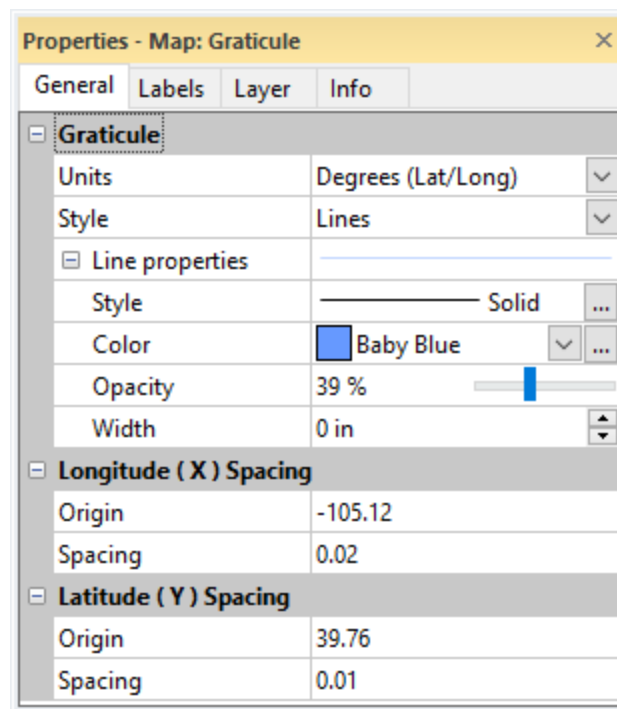 Properties - Map: Graticule
General Labels Layer Info
Graticule
Units Degrees (Lat/Long)
Style Lines
Line properties
Style Solid ...
Color Baby Blue ...
Opacity 39 %
Width 0 in
Longitude ( X ) Spacing
Origin -105.12
Spacing 0.02
Latitude ( Y ) Spacing
Origin 39.76
Spacing 0.01